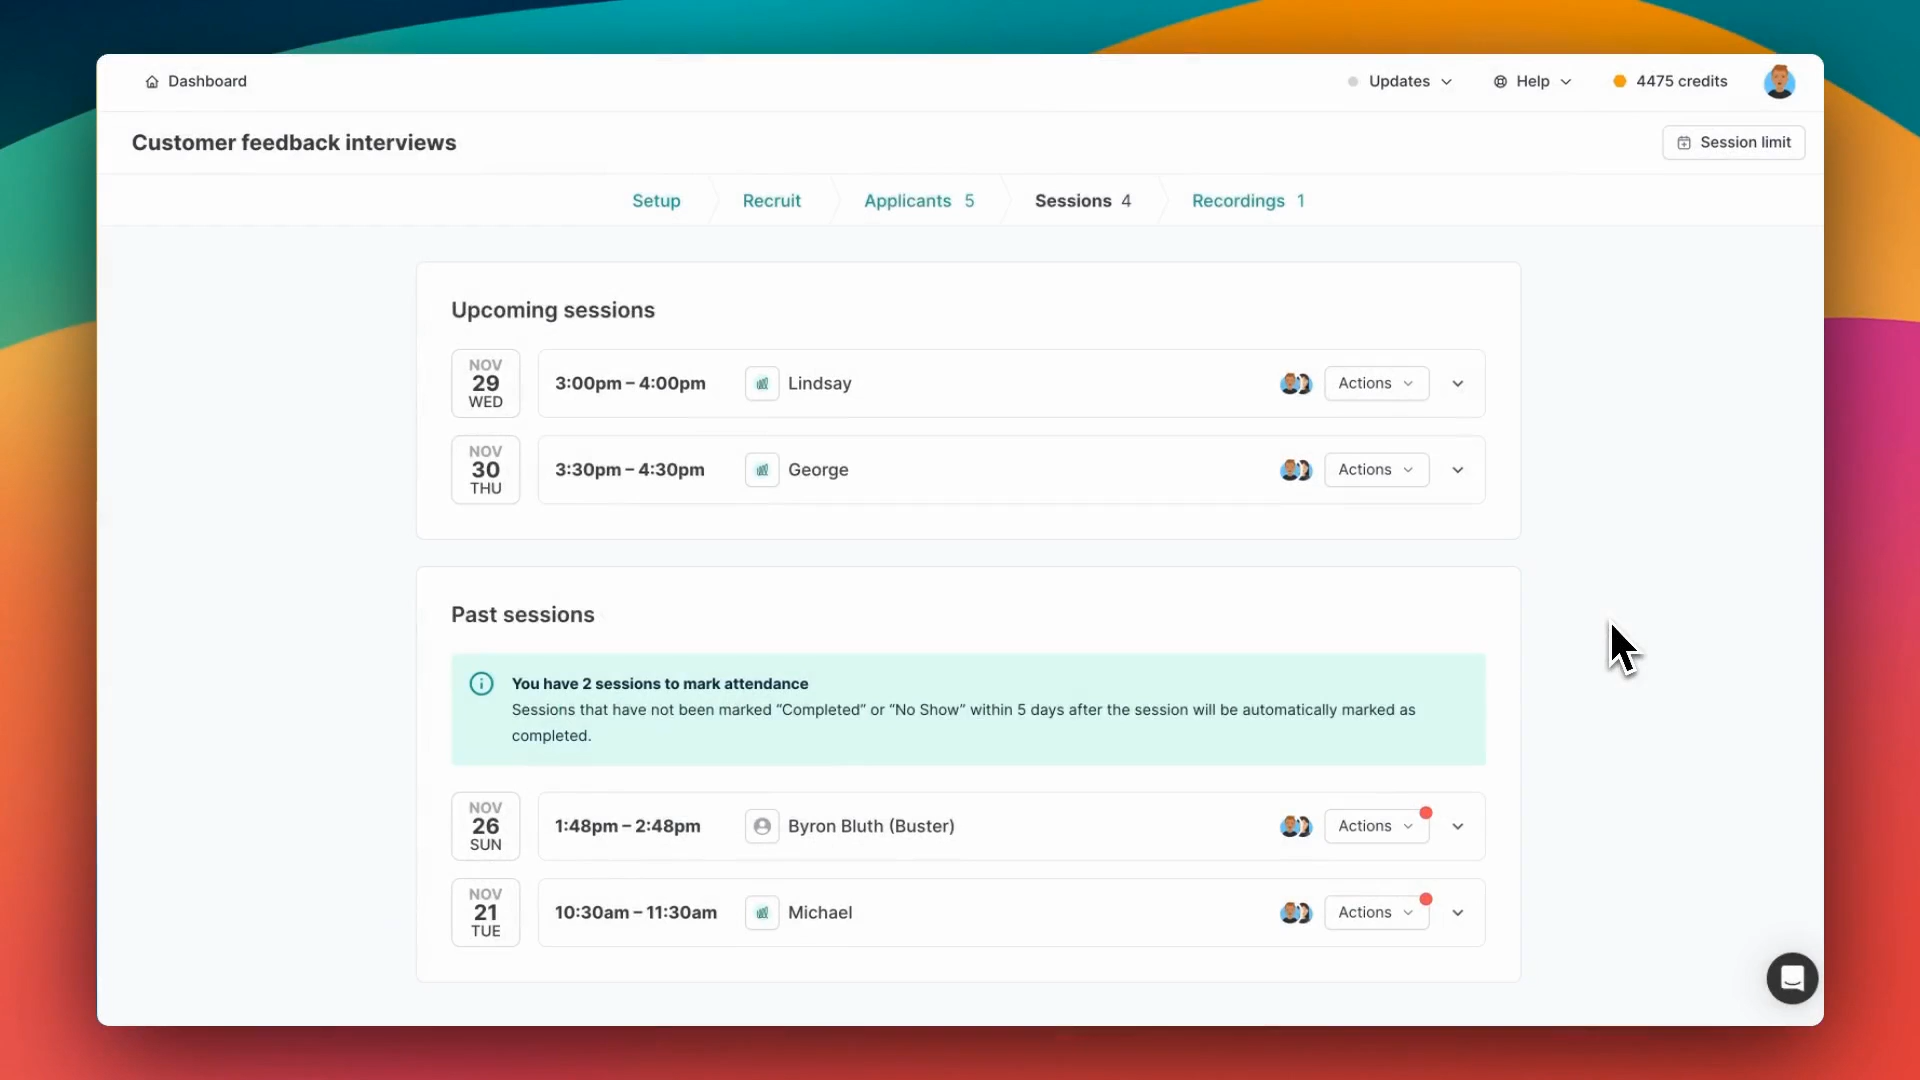 Dashboard
Updates
Help
4475 credits
Customer feedback interviews
Session limit
Setup
Recruit
Applicants 5
Sessions 4
Recordings 1
Upcoming sessions
NOV
29
WED
3:00pm – 4:00pm
Lindsay
Actions
NOV
30
THU
3:30pm – 4:30pm
George
Actions
Past sessions
You have 2 sessions to mark attendance
Sessions that have not been marked “Completed” or “No Show” within 5 days after the session will be automatically marked as
completed.
NOV
26
SUN
1:48pm – 2:48pm
Byron Bluth (Buster)
Actions
NOV
21
TUE
10:30am – 11:30am
Michael
Actions